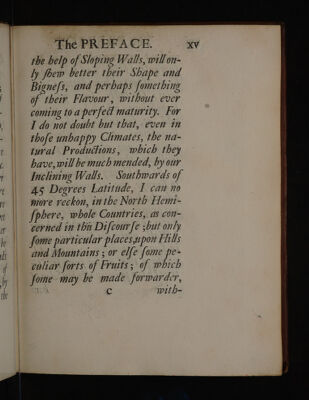 The PREFACE. xv
the help of Sloping Walls, will on-
ly ſhew better their Shape and
Bigneſs, and perhaps ſomething
of their Flavour, without ever
coming to a perfect maturity. For
I do not doubt but that, even in
thoſe unhappy Climates, the na-
tural Productions, which they
have, will be much mended, by our
Inclining Walls. Southwards of
45 Degrees Latitude, I can no
more reckon, in the North Hemi-
ſphere, whole Countries, as con-
cerned in this Diſcourſe; but only
ſome particular places, upon Hills
and Mountains; or elſe ſome pe-
culiar ſorts of Fruits; of which
ſome may be made forwarder,
c with-